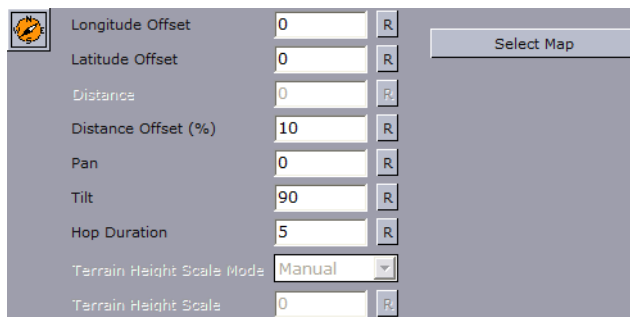 N
W E
S
Longitude Offset 0 R
Select Map
Latitude Offset 0 R
Distance 0 R
Distance Offset (%) 10 R
Pan 0 R
Tilt 90 R
Hop Duration 5 R
Terrain Height Scale Mode Manual
Terrain Height Scale 0 R